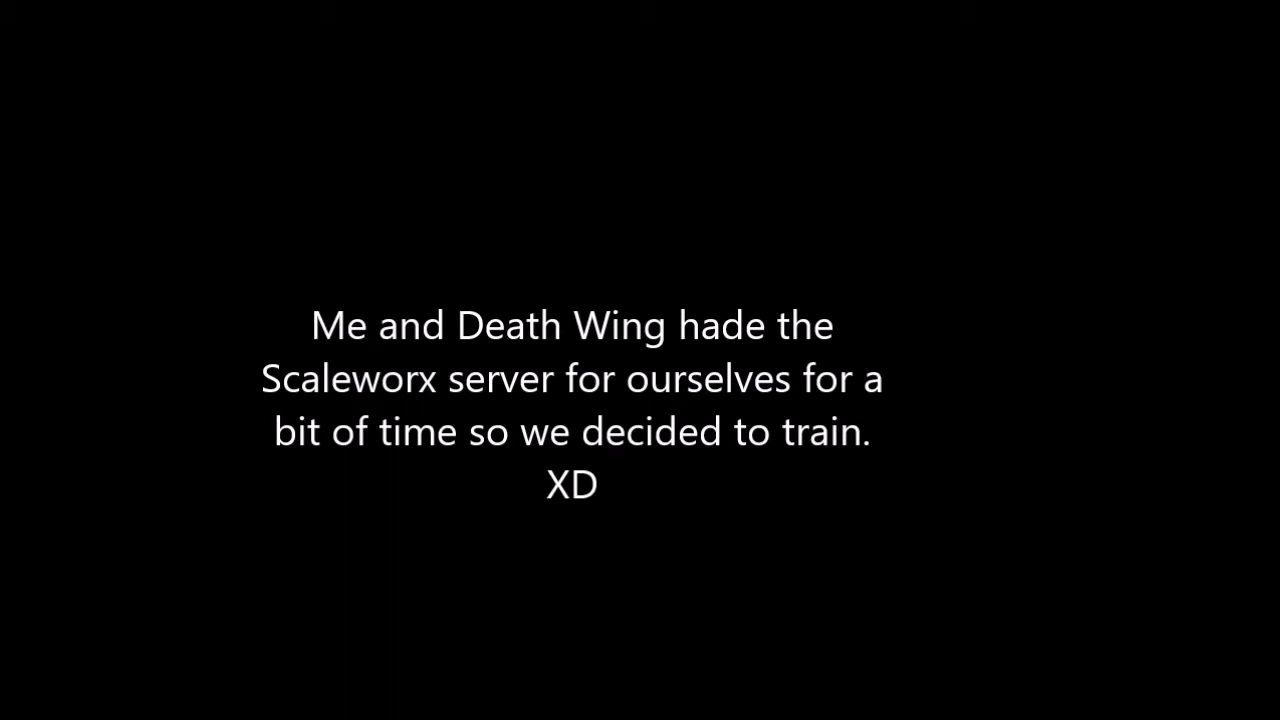 Me and Death Wing hade the
Scaleworx server for ourselves for a
bit of time so we decided to train.
XD